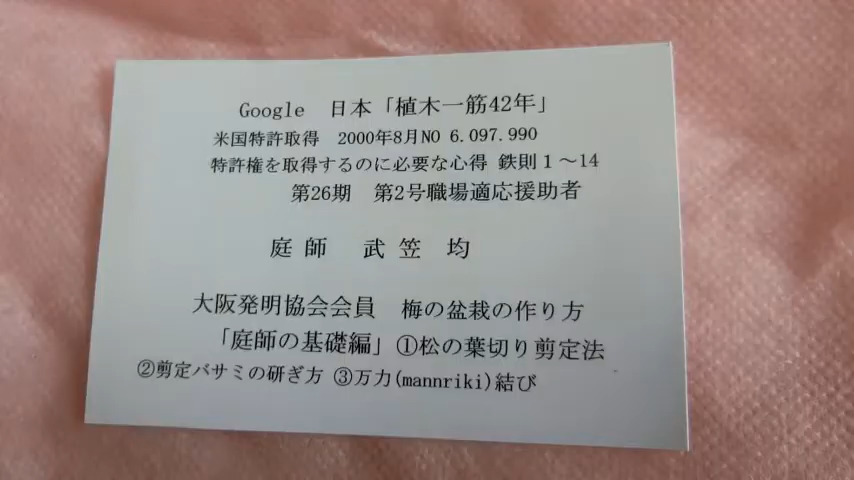 Google 日本「植木一筋42年」
米国特許取得 2000年8月NO 6.097.990
特許権を取得するのに必要な心得 鉄則1～14
第26期 第2号職場適応援助者
庭師 武笠 均
大阪発明協会会員 梅の盆栽の作り方
「庭師の基礎編」①松の葉切り剪定法
②剪定バサミの研ぎ方 ③万力(mannriki)結び